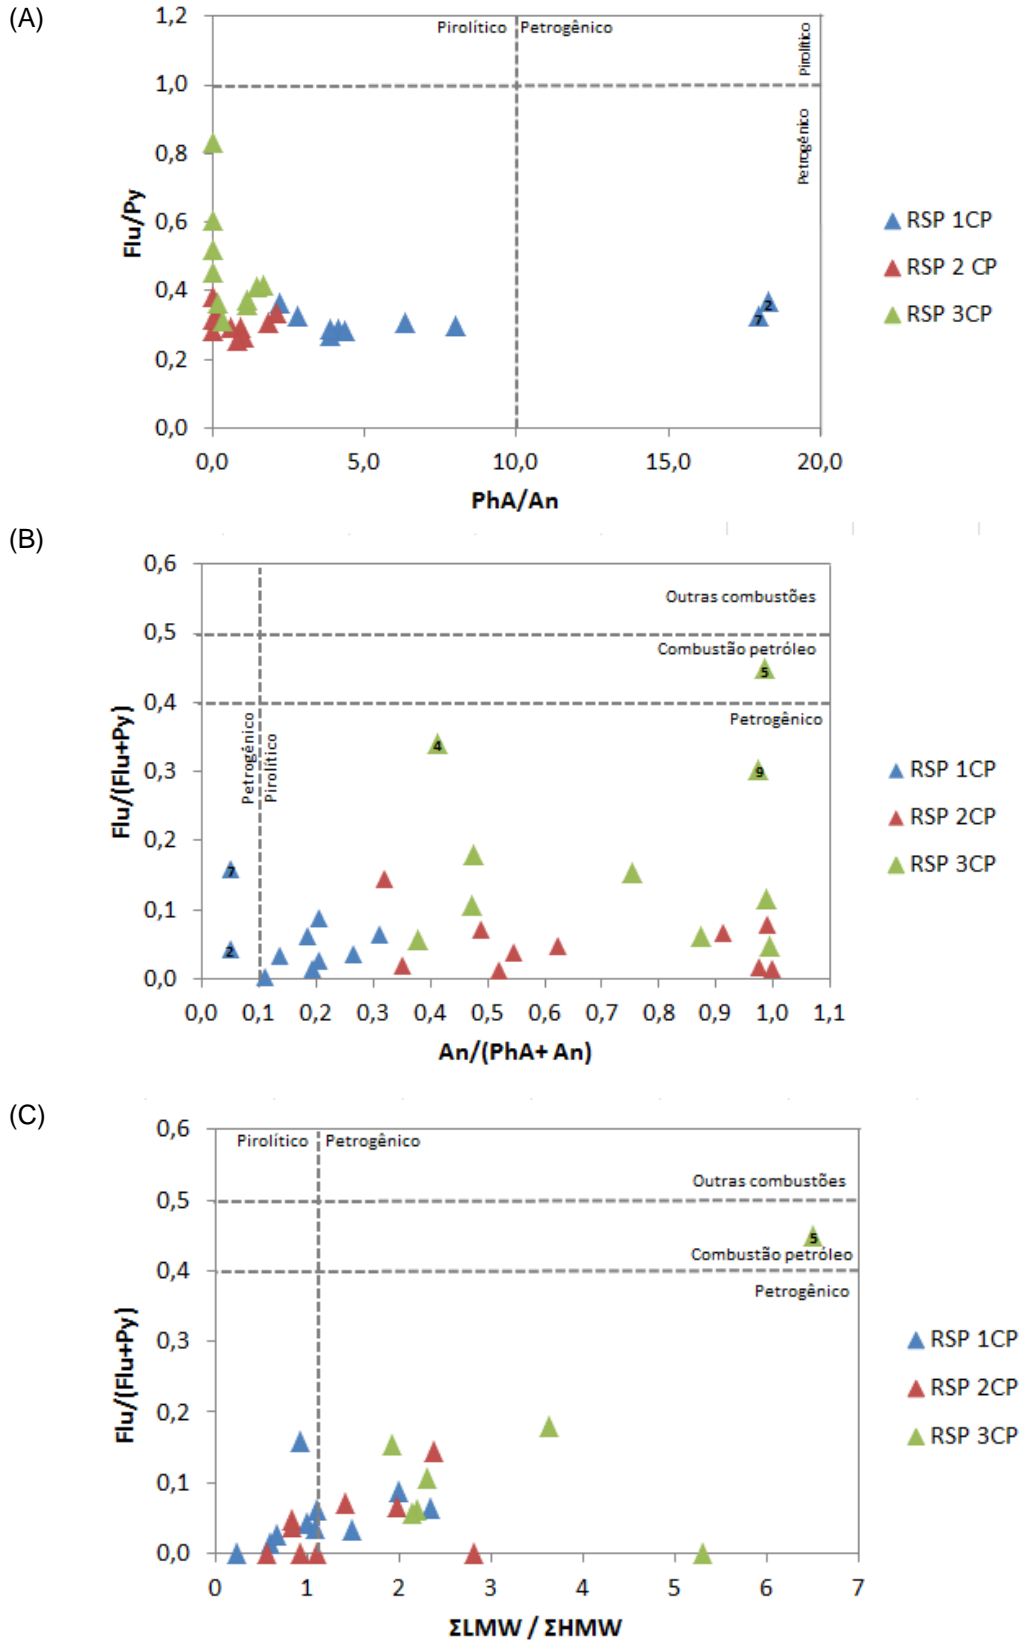 (A)
1,2
1,0
0,8
0,6
0,4
0,2
0,0
Flu/Py
Pirolítico
Petrogênico
Pirolítico
Petrogênico
2
7
0,0
5,0
10,0
15,0
20,0
PhA/An
RSP 1CP
RSP 2 CP
RSP 3CP
(B)
0,6
0,5
0,4
0,3
0,2
0,1
0,0
Flu/(Flu+Py)
Outras combustões
Combustão petróleo
Petrogênico
Petrogênico
Pirolítico
5
4
9
7
2
0,0
0,1
0,2
0,3
0,4
0,5
0,6
0,7
0,8
0,9
1,0
1,1
An/(PhA+ An)
RSP 1CP
RSP 2CP
RSP 3CP
(C)
0,6
0,5
0,4
0,3
0,2
0,1
0,0
Flu/(Flu+Py)
Pirolítico
Petrogênico
Outras combustões
5
Combustão petróleo
Petrogênico
0
1
2
3
4
5
6
7
ΣLMW / ΣHMW
RSP 1CP
RSP 2CP
RSP 3CP